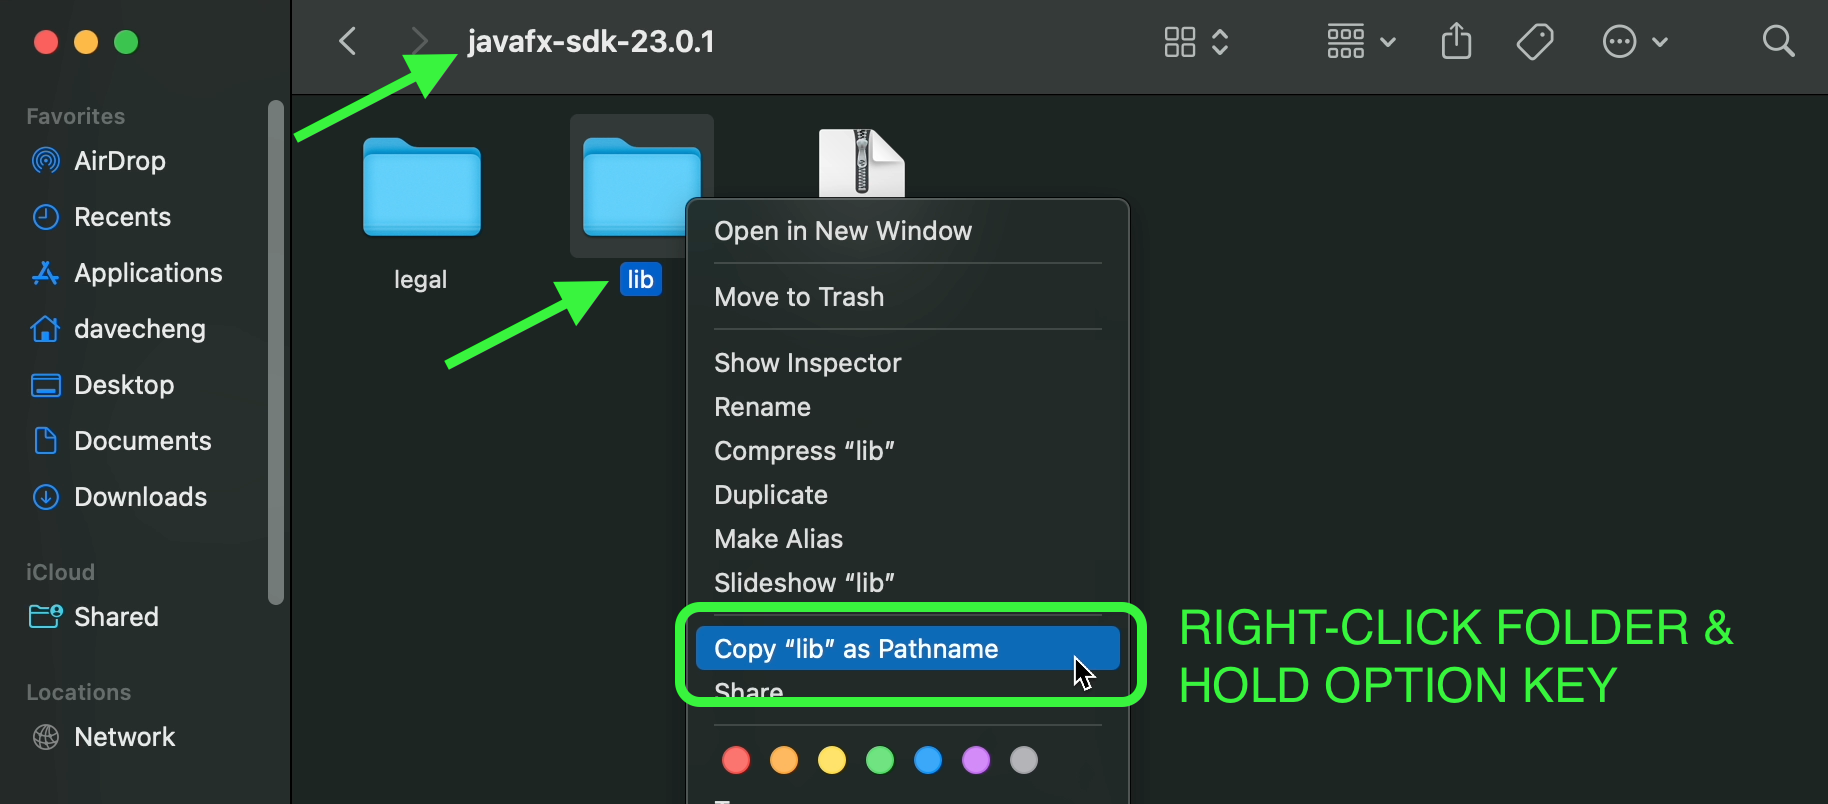 javafx-sdk-23.0.1
Favorites
AirDrop
Recents
Applications
davecheng
Desktop
Documents
Downloads
iCloud
Shared
Locations
Network
legal
lib
Open in New Window
Move to Trash
Show Inspector
Rename
Compress “lib”
Duplicate
Make Alias
Slideshow “lib”
Copy “lib” as Pathname
Share
RIGHT-CLICK FOLDER &
HOLD OPTION KEY